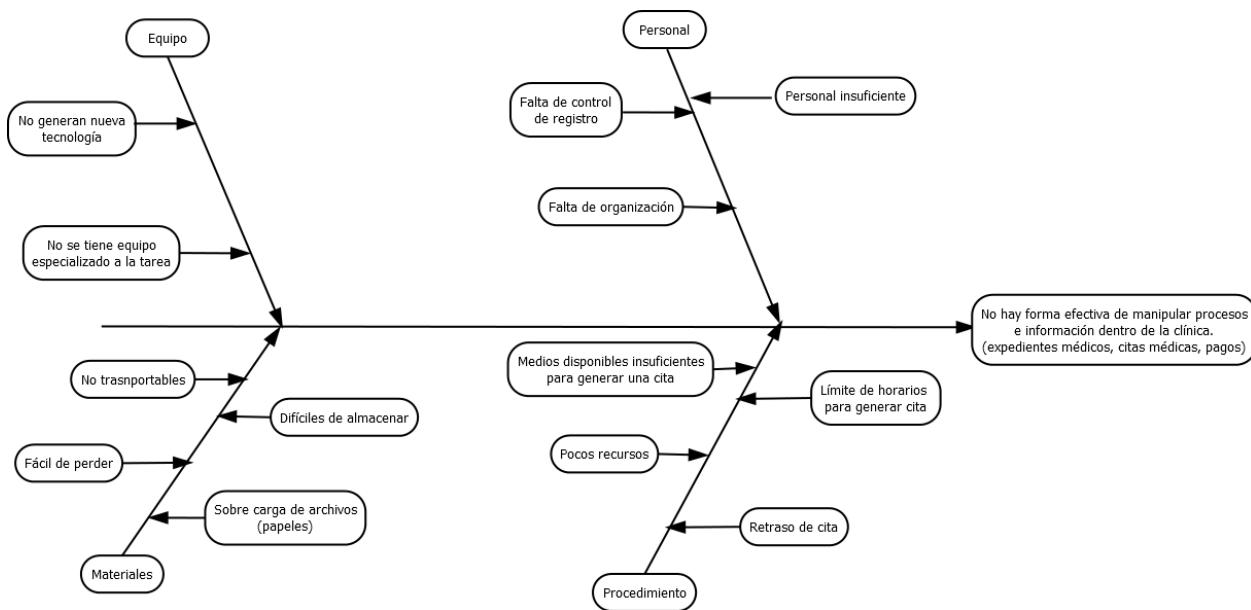 Equipo
Personal
No generan nueva
tecnología
Falta de control
de registro
Personal insuficiente
Falta de organización
No se tiene equipo
especializado a la tarea
No hay forma efectiva de manipular procesos
e información dentro de la clínica.
(expedientes médicos, citas médicas, pagos)
No trasnportables
Difíciles de almacenar
Fácil de perder
Sobre carga de archivos
(papeles)
Materiales
Medios disponibles insuficientes
para generar una cita
Límite de horarios
para generar cita
Pocos recursos
Retraso de cita
Procedimiento